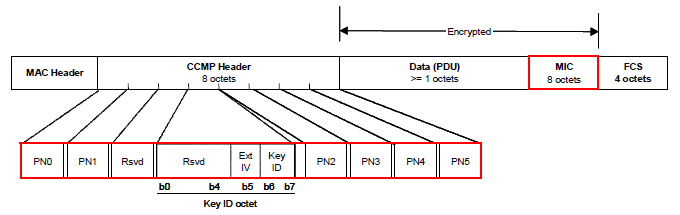 Encrypted
MAC Header
CCMP Header
8 octets
Data (PDU)
>= 1 octets
MIC
8 octets
FCS
4 octets
PN0
PN1
Rsvd
Rsvd
Ext
IV
Key
ID
PN2
PN3
PN4
PN5
b0
b4
b5
b6
b7
Key ID octet